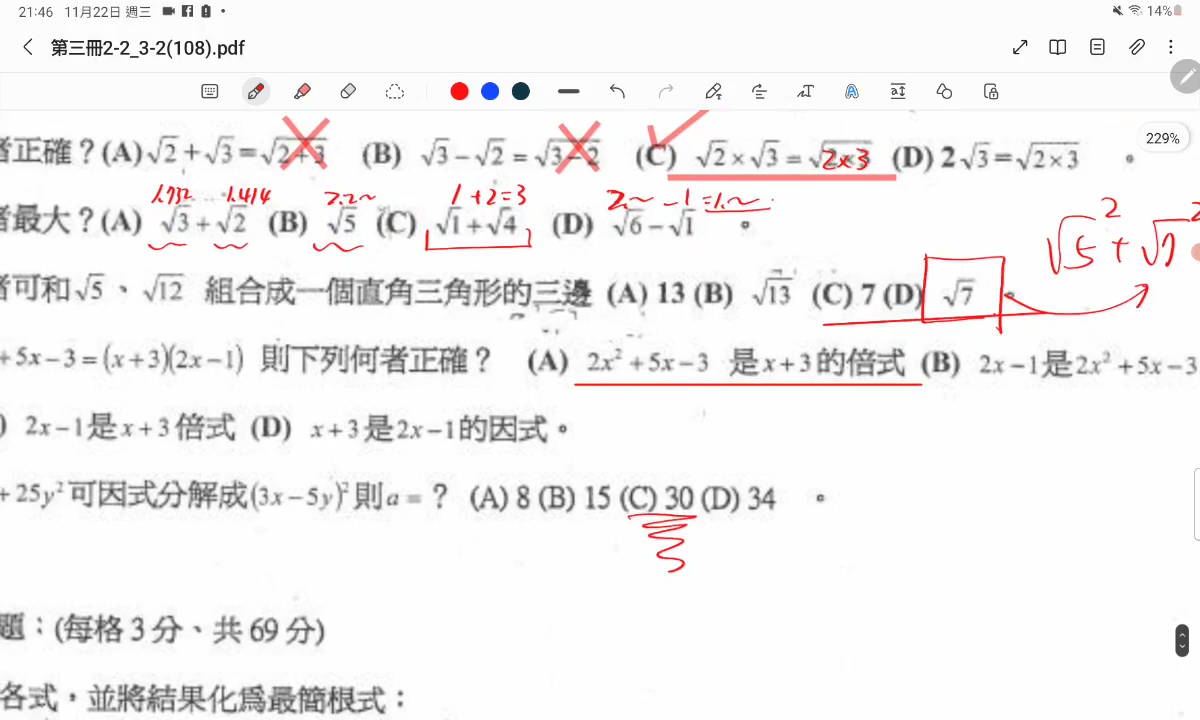 21:46 11月22日 週三 14%
第三冊2-2_3-2(108).pdf
229%
者正確？(A)√2+√3=√2+3 (B) √3−√2=√3−2 (C) √2×√3=√2×3 (D) 2√3=√2×3 。
1.732 1.414 2.2~ 1+2=3 2.~ −1=1.~
者最大？(A) √3+√2 (B) √5 (C) √1+√4 (D) √6−√1 。
√5²+√7²
者可和√5、√12 組合成一個直角三角形的三邊 (A) 13 (B) √13 (C) 7 (D) √7 。
+5x−3=(x+3)(2x−1) 則下列何者正確？ (A) 2x²+5x−3 是x+3的倍式 (B) 2x−1是2x²+5x−3
) 2x−1是x+3倍式 (D) x+3是2x−1的因式。
+25y²可因式分解成(3x−5y)²則a=？ (A) 8 (B) 15 (C) 30 (D) 34 。
題：(每格 3 分、共 69 分)
各式，並將結果化為最簡根式：